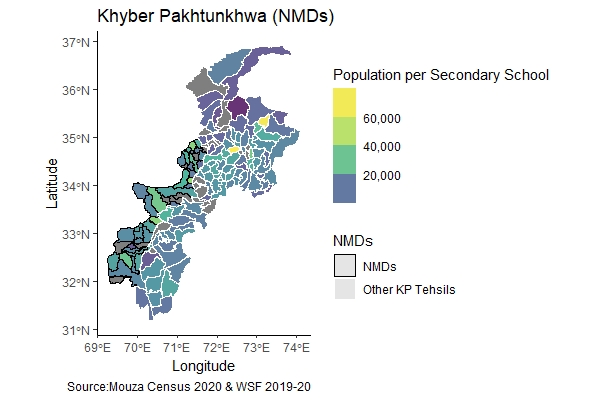 Khyber Pakhtunkhwa (NMDs)
37°N
36°N
35°N
34°N
33°N
32°N
31°N
Latitude
69°E 70°E 71°E 72°E 73°E 74°E
Longitude
Source:Mouza Census 2020 & WSF 2019-20
Population per Secondary School
60,000
40,000
20,000
NMDs
NMDs
Other KP Tehsils